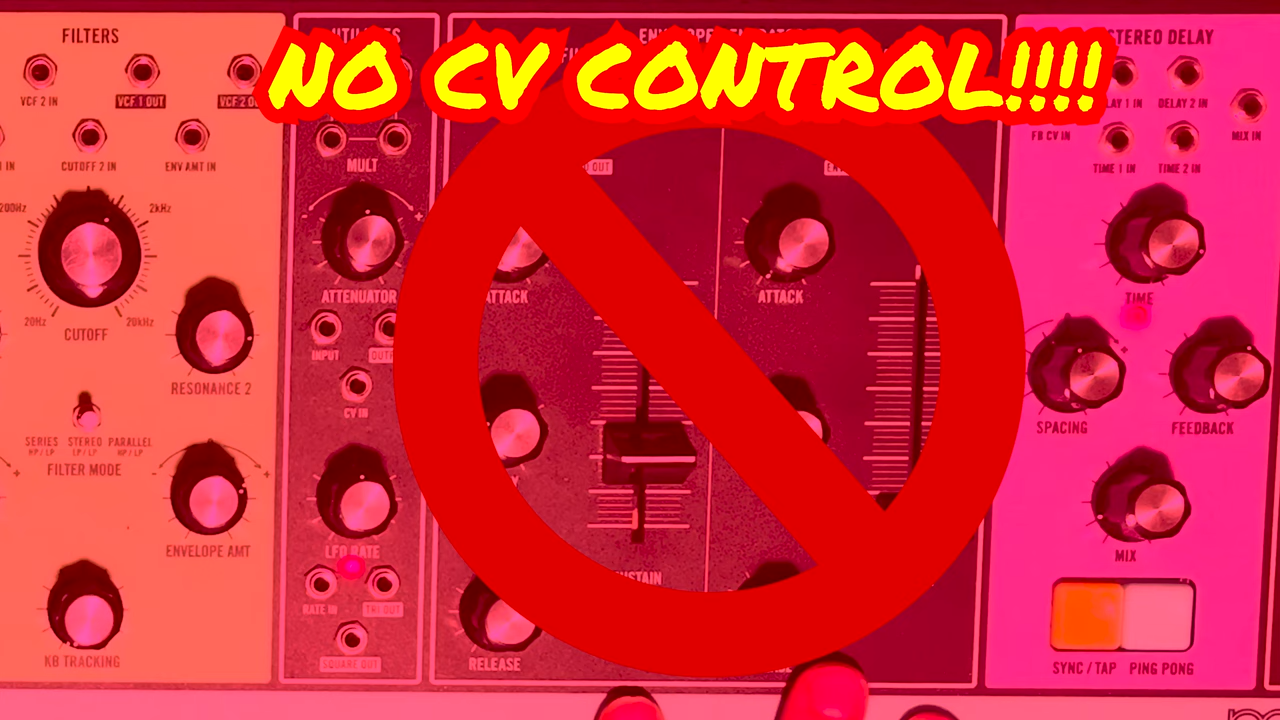 NO CV CONTROL!!!!
FILTERS
VCF 2 IN
VCF 1 OUT
CUTOFF 2 IN
ENV AMT IN
200Hz
2kHz
20Hz
20kHz
CUTOFF
RESONANCE 2
SERIES STEREO PARALLEL
HP/LP LP/LP HP/LP
FILTER MODE
ENVELOPE AMT
KB TRACKING
MULT
ATTENUATOR
INPUT
CV IN
LFO RATE
RATE IN
TRI OUT
SQUARE OUT
ATTACK
ATTACK
RELEASE
STEREO DELAY
DELAY 2 IN
FB CV IN
MIX IN
TIME 1 IN
TIME 2 IN
TIME
SPACING
FEEDBACK
MIX
SYNC / TAP
PING PONG